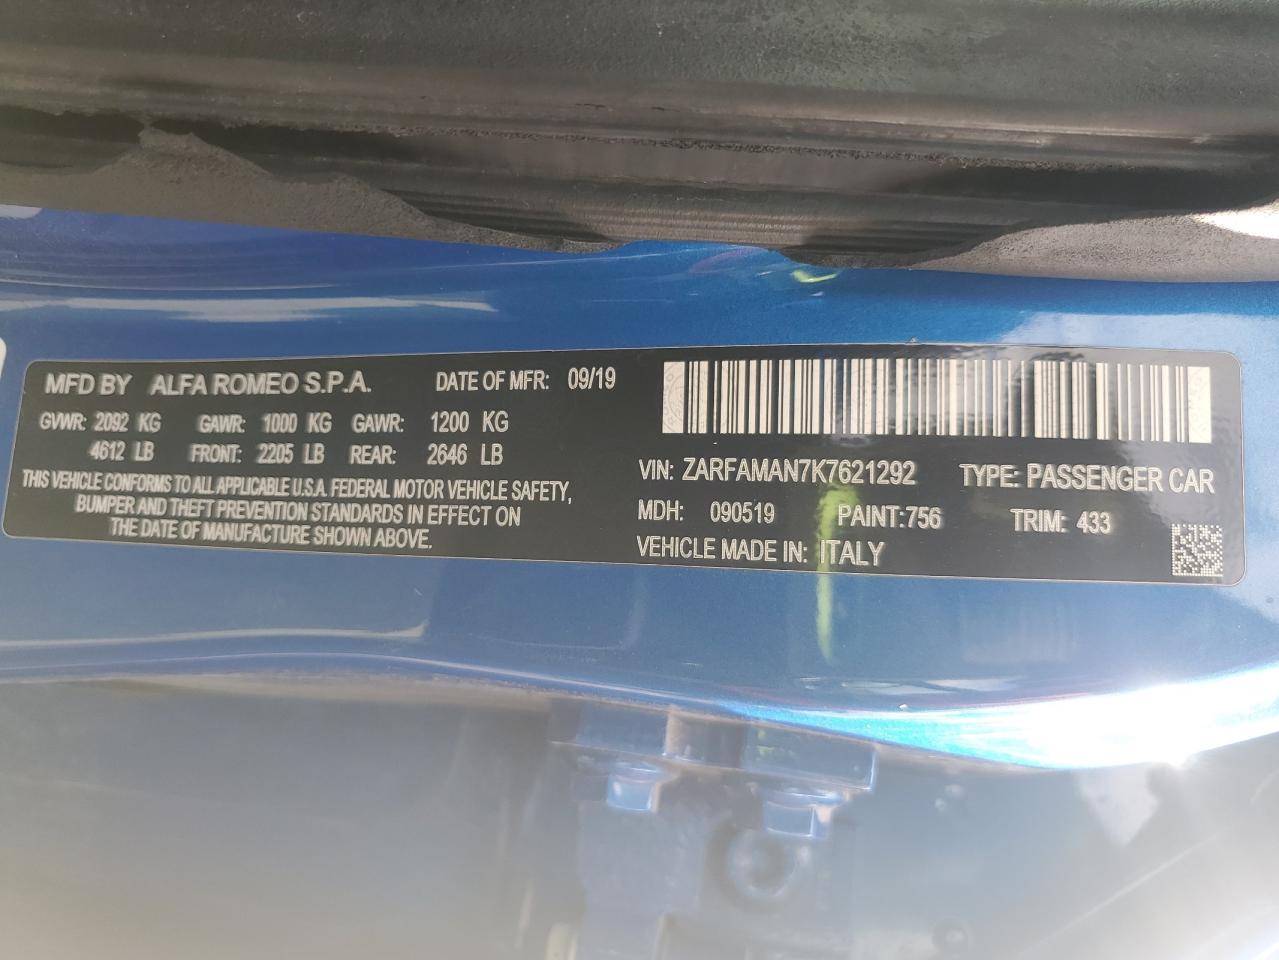 MFD BY ALFA ROMEO S.P.A. DATE OF MFR: 09/19
GVWR: 2092 KG GAWR: 1000 KG GAWR: 1200 KG
4612 LB FRONT: 2205 LB REAR: 2646 LB
THIS VEHICLE CONFORMS TO ALL APPLICABLE U.S.A. FEDERAL MOTOR VEHICLE SAFETY,
BUMPER AND THEFT PREVENTION STANDARDS IN EFFECT ON
THE DATE OF MANUFACTURE SHOWN ABOVE.
VIN: ZARFAMAN7K7621292 TYPE: PASSENGER CAR
MDH: 090519 PAINT:756 TRIM: 433
VEHICLE MADE IN: ITALY